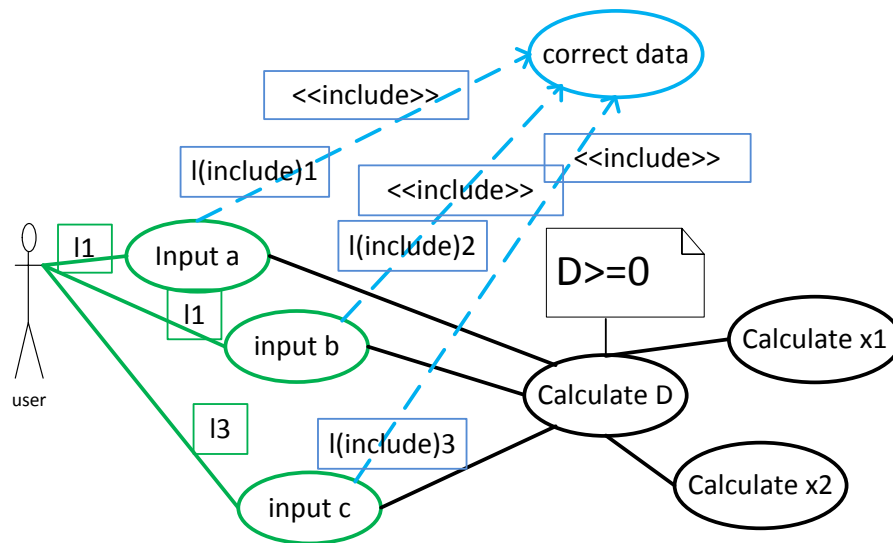 correct data
<<include>>
<<include>>
l(include)1
<<include>>
l1
Input a
l(include)2
D>=0
l1
input b
Calculate x1
user
Calculate D
l3
l(include)3
input c
Calculate x2